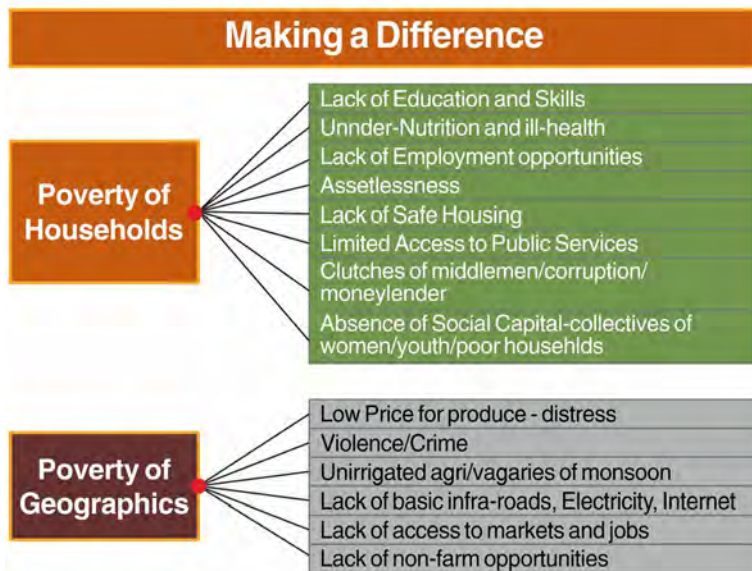 Making a Difference
Poverty of
Households
Lack of Education and Skills
Unnder-Nutrition and ill-health
Lack of Employment opportunities
Assetlessness
Lack of Safe Housing
Limited Access to Public Services
Clutches of middlemen/corruption/
moneylender
Absence of Social Capital-collectives of
women/youth/poor househlds
Poverty of
Geographics
Low Price for produce - distress
Violence/Crime
Unirrigated agri/vagaries of monsoon
Lack of basic infra-roads, Electricity, Internet
Lack of access to markets and jobs
Lack of non-farm opportunities